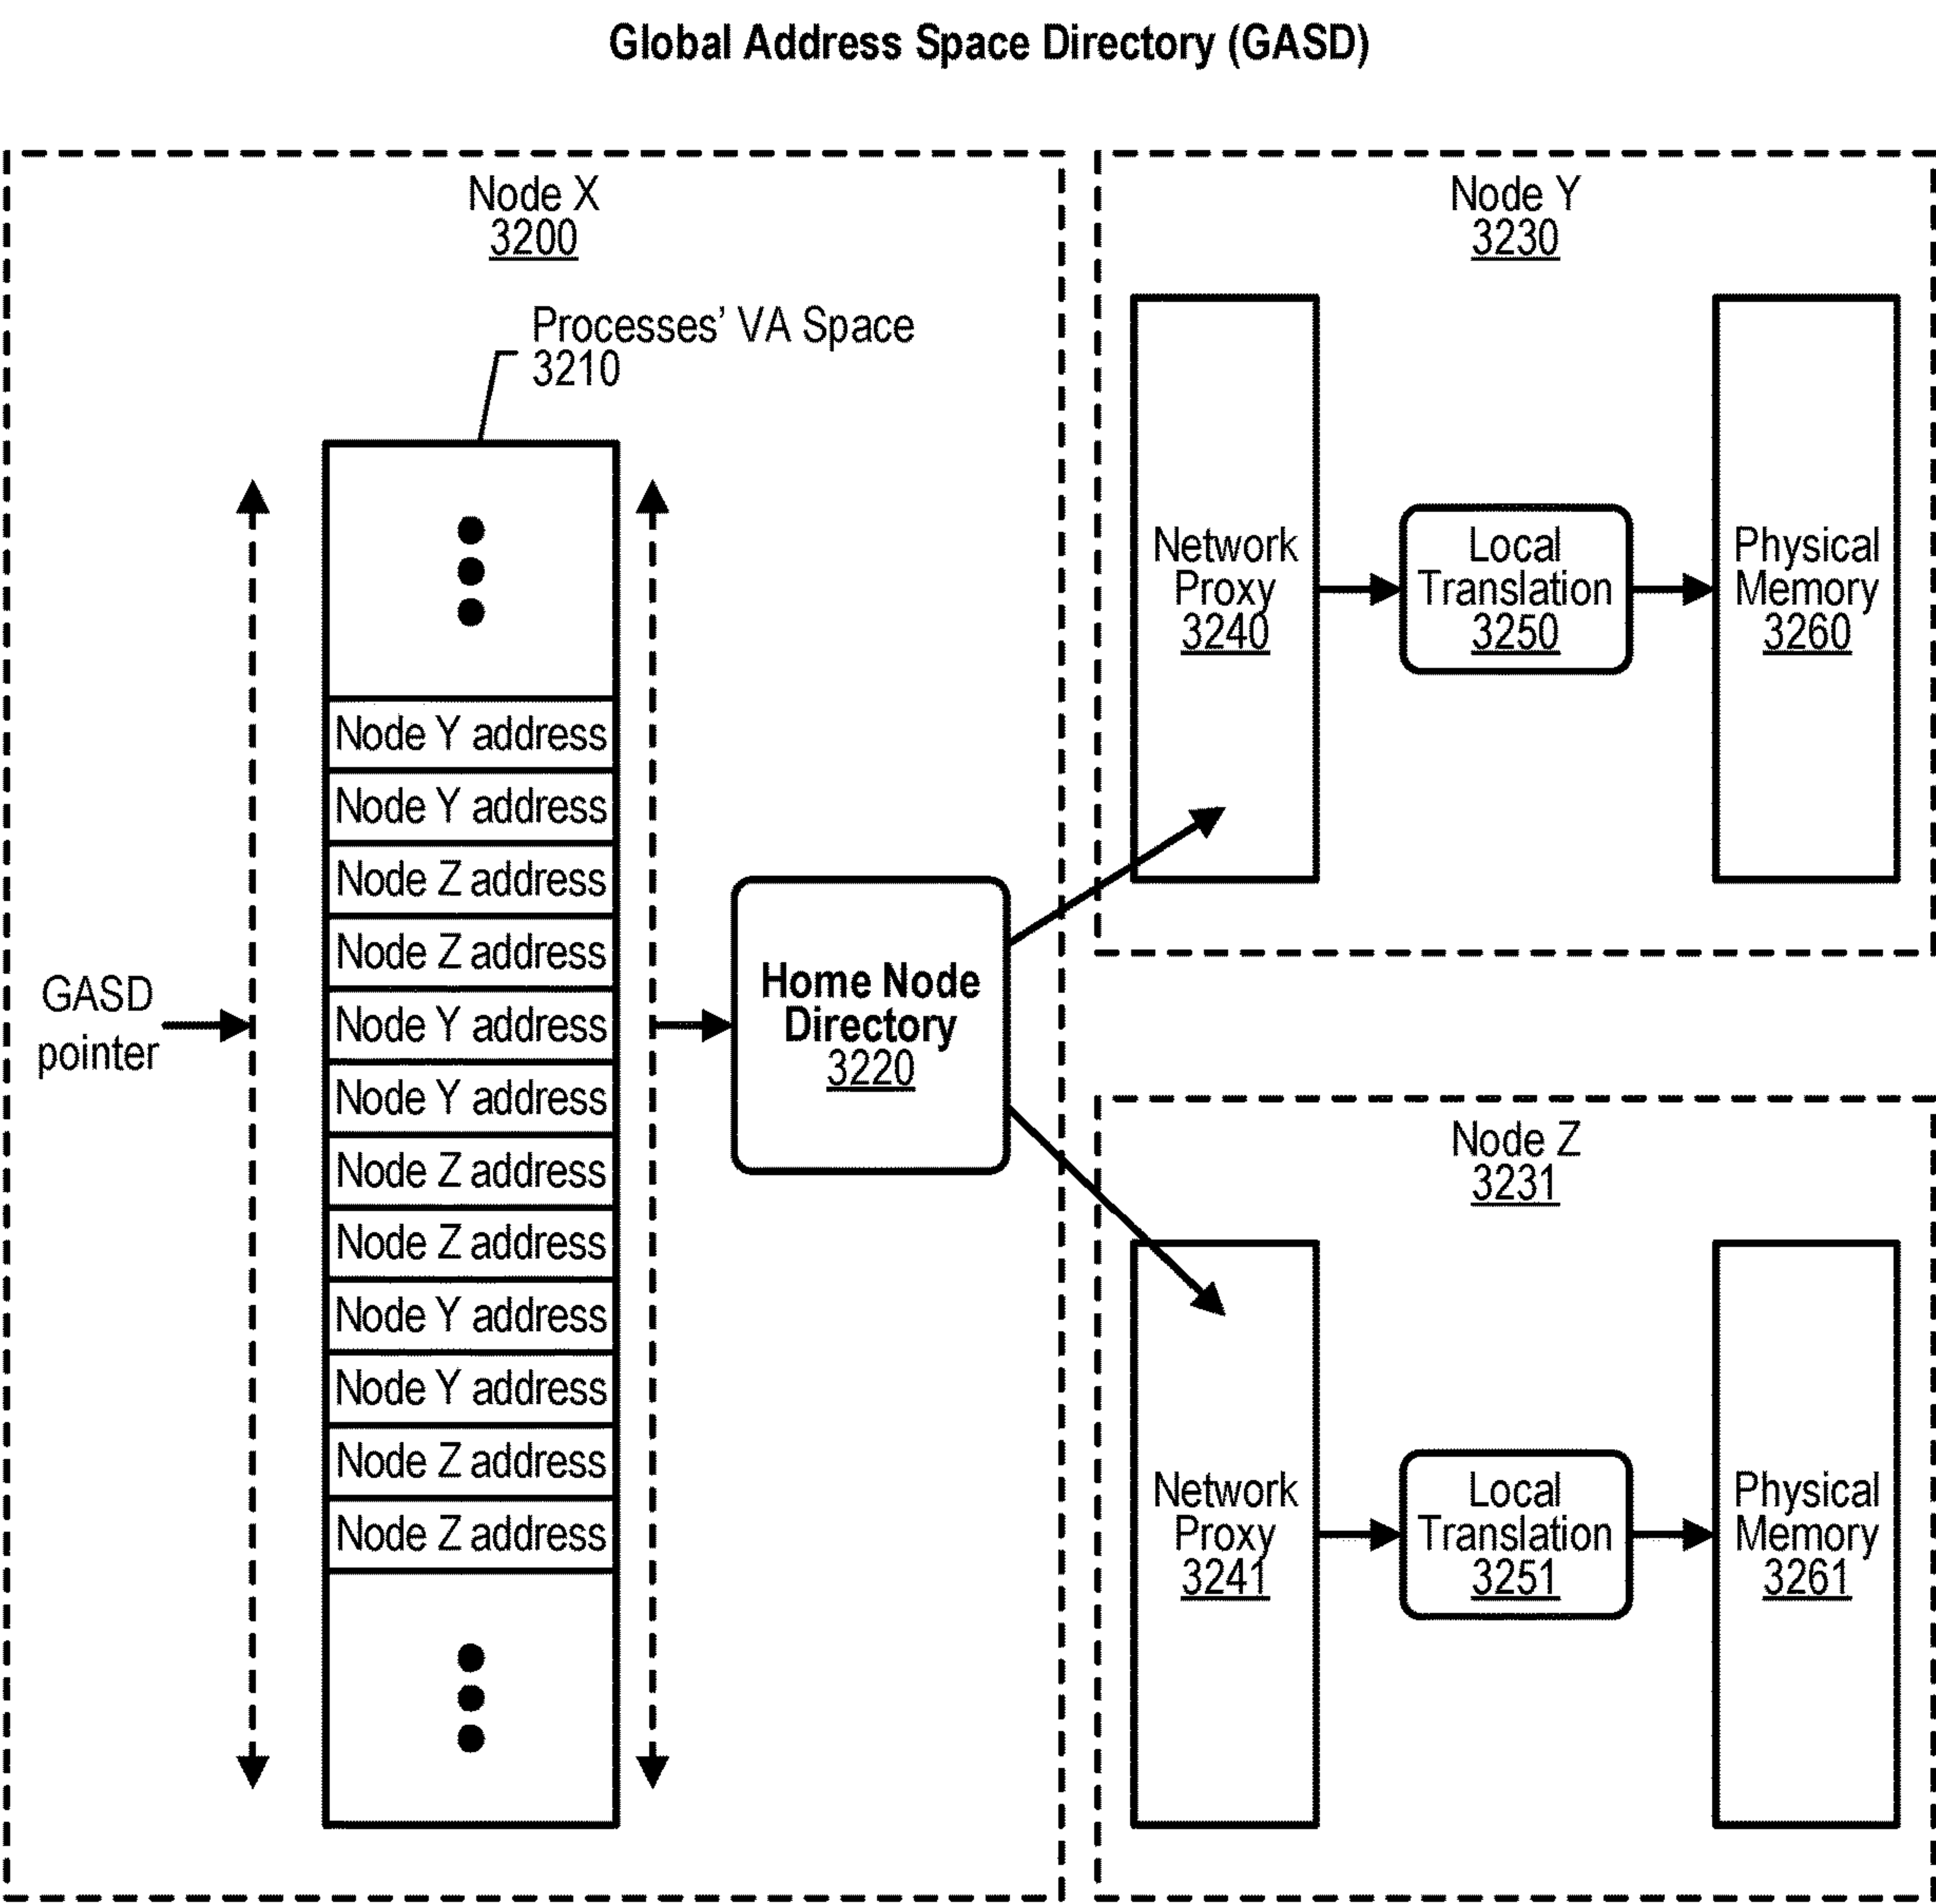 Global Address Space Directory (GASD)
Node X
3200
Processes' VA Space
3210
Node Y address
Node Y address
Node Z address
Node Z address
Node Y address
Node Y address
Node Z address
Node Z address
Node Y address
Node Y address
Node Z address
Node Z address
GASD
pointer
Home Node
Directory
3220
Node Y
3230
Network
Proxy
3240
Local
Translation
3250
Physical
Memory
3260
Node Z
3231
Network
Proxy
3241
Local
Translation
3251
Physical
Memory
3261